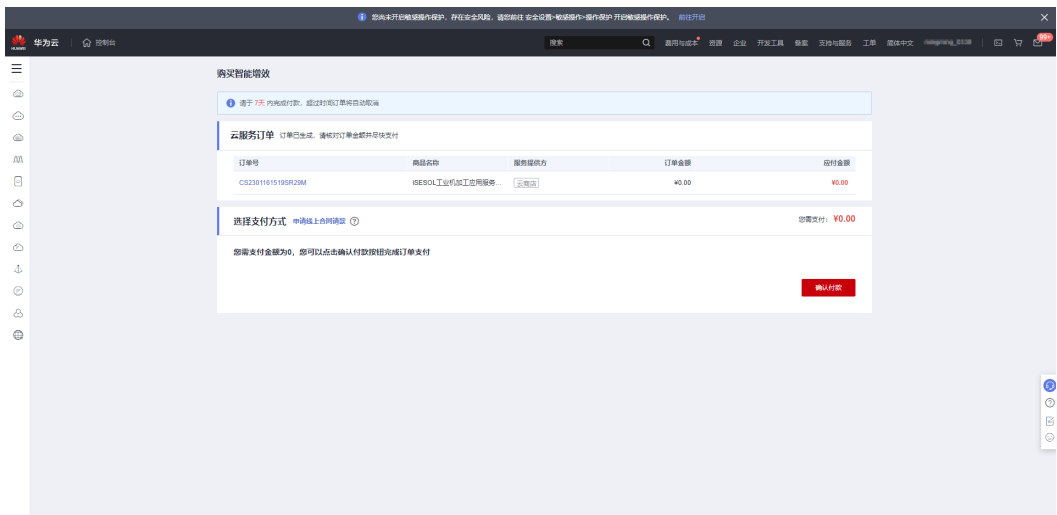 您尚未开启敏感操作保护，存在安全风险，请您前往 安全设置>敏感操作>操作保护 开启敏感操作保护。 前往开启
HUAWEI 华为云 控制台 搜索 费用与成本 资源 企业 开发工具 备案 支持与服务 工单 简体中文 99+
购买智能增效
请于 7天 内完成付款，超过时间订单将自动取消
云服务订单 订单已生成，请核对订单金额并尽快支付
订单号 商品名称 服务提供方 订单金额 应付金额
CS2301161519SR29M iSESOL工业机加工应用服务... 云商店 ¥0.00 ¥0.00
选择支付方式 申请线上合同请款 您需支付: ¥0.00
您需支付金额为0，您可以点击确认付款按钮完成订单支付
确认付款